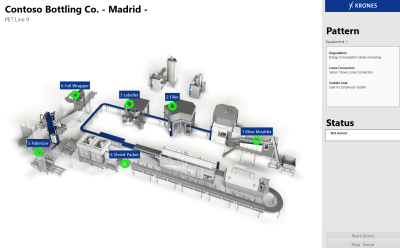 Contoso Bottling Co. - Madrid -
PET Line 9
KRONES
Pattern
Equipments
Degradation
Energy Consumption slowly increasing
Loose Connection
Sensor shows Loose Connection
Sudden Leak
Leak in Compressor System
6 Foil Wrapper
3 Labeller
2 Filler
1 Blow Moulder
5 Palletizer
4 Shrink Packer
Status
Not started
Start Demo
Stop Demo